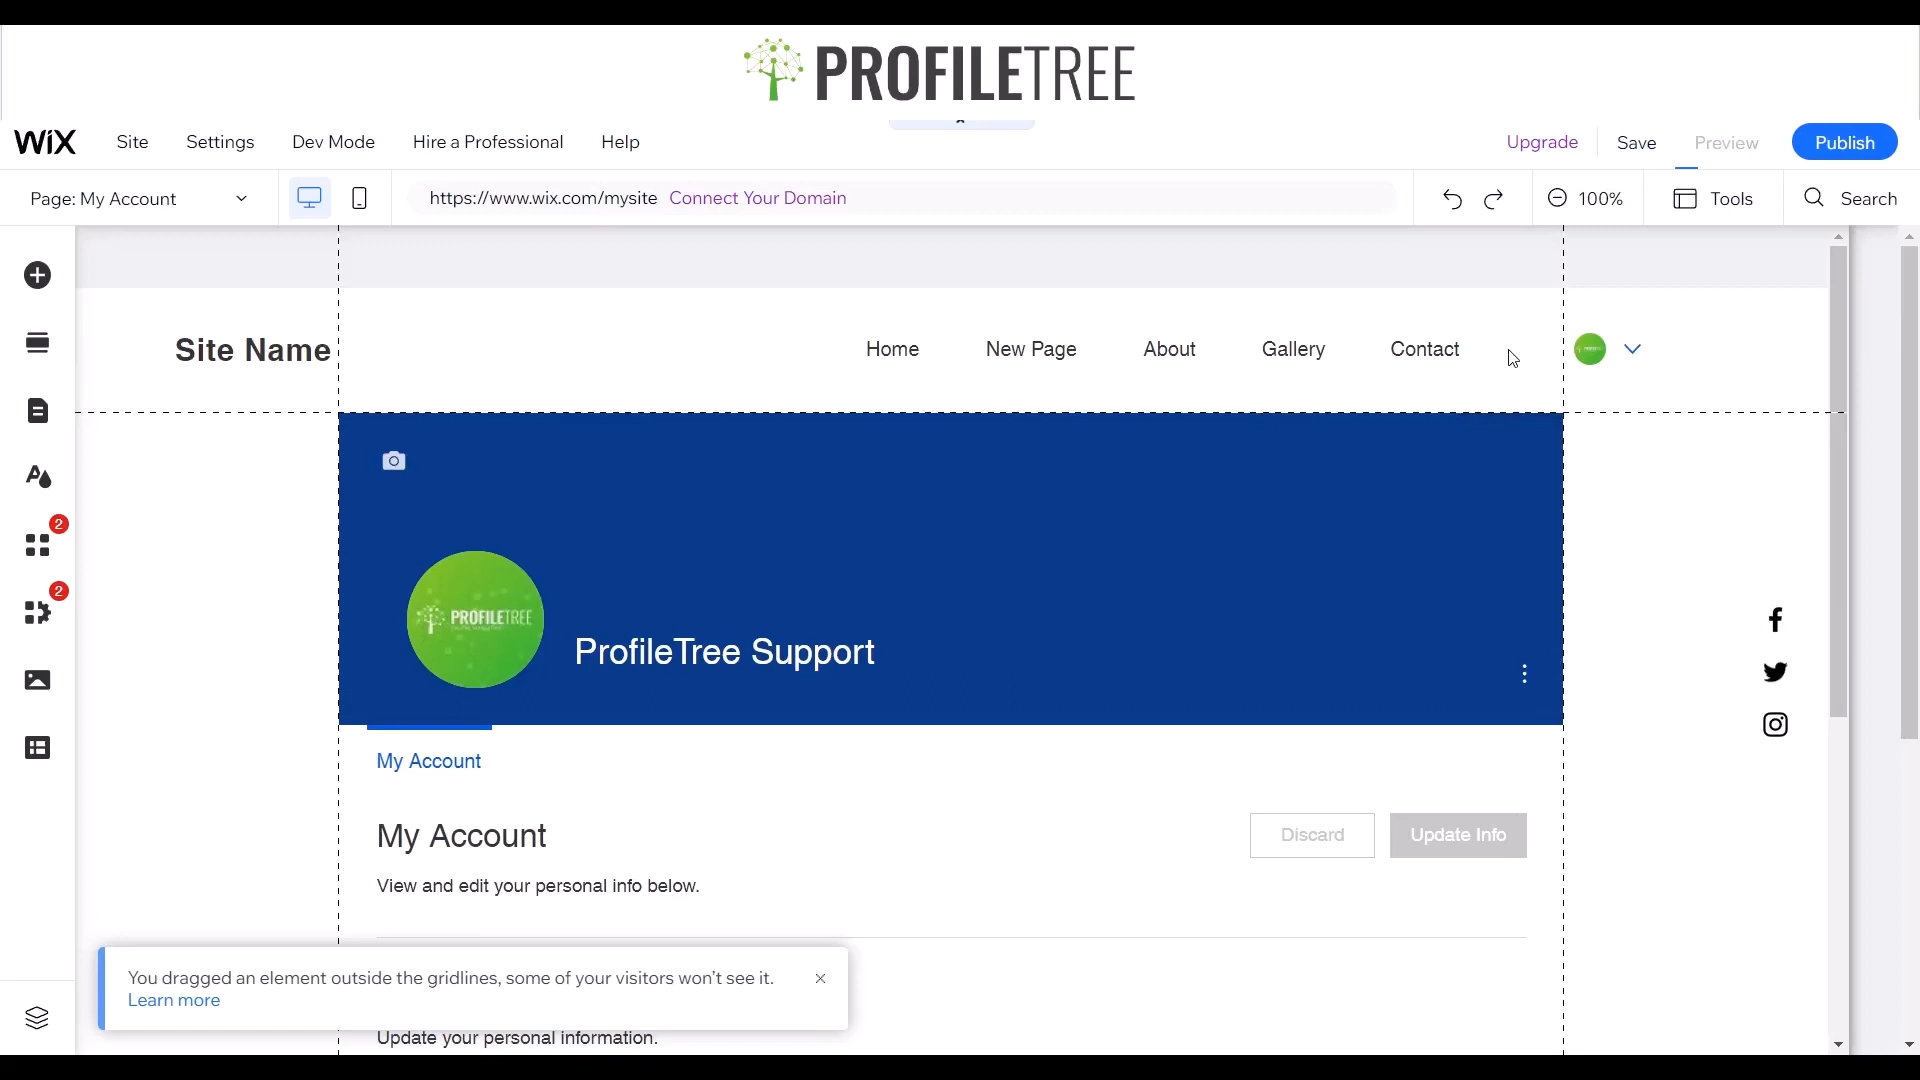 PROFILETREE
WiX Site Settings Dev Mode Hire a Professional Help Upgrade Save Preview Publish
Page: My Account https://www.wix.com/mysite Connect Your Domain 100% Tools Search
Site Name Home New Page About Gallery Contact
2
2
PROFILETREE
ProfileTree Support
My Account
My Account Discard Update Info
View and edit your personal info below.
You dragged an element outside the gridlines, some of your visitors won't see it.
Learn more
Update your personal information.